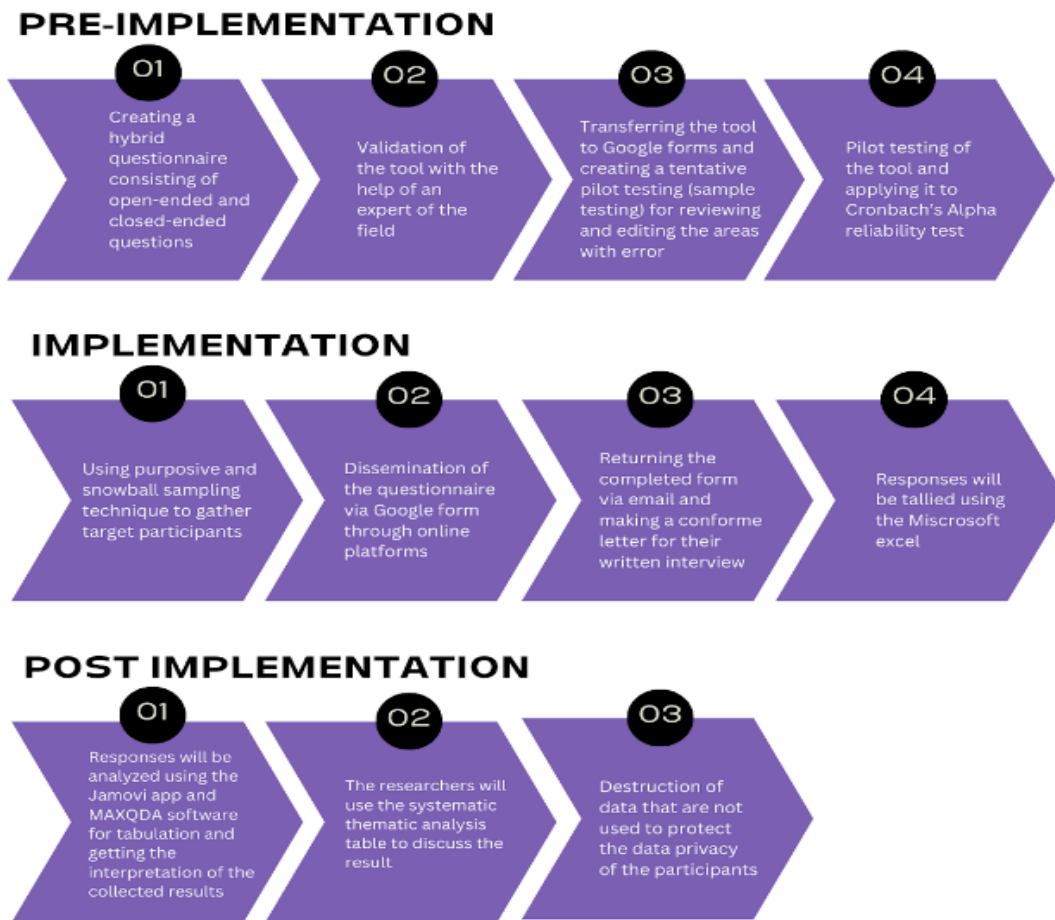 PRE-IMPLEMENTATION
01
Creating a
hybrid
questionnaire
consisting of
open-ended and
closed-ended
questions
02
Validation of
the tool with the
help of an
expert of the
field
03
Transferring the tool
to Google forms and
creating a tentative
pilot testing (sample
testing) for reviewing
and editing the areas
with error
04
Pilot testing of
the tool and
applying it to
Cronbach's Alpha
reliability test
IMPLEMENTATION
01
Using purposive and
snowball sampling
technique to gather
target participants
02
Dissemination of
the questionnaire
via Google form
through online
platforms
03
Returning the
completed form
via email and
making a conforme
letter for their
written interview
04
Responses will
be tallied using
the Miscrosoft
excel
POST IMPLEMENTATION
01
Responses will be
analyzed using the
Jamovi app and
MAXQDA software
for tabulation and
getting the
interpretation of the
collected results
02
The researchers will
use the systematic
thematic analysis
table to discuss the
result
03
Destruction of
data that are not
used to protect
the data privacy
of the participants